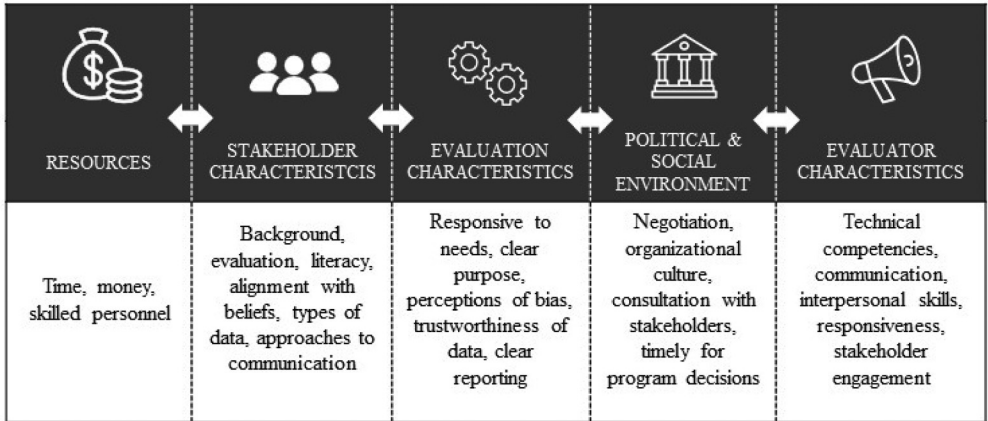 $
RESOURCES
STAKEHOLDER
CHARACTERISTCIS
EVALUATION
CHARACTERISTICS
POLITICAL &
SOCIAL
ENVIRONMENT
EVALUATOR
CHARACTERISTICS
Time, money,
skilled personnel
Background,
evaluation, literacy,
alignment with
beliefs, types of
data, approaches to
communication
Responsive to
needs, clear
purpose,
perceptions of bias,
trustworthiness of
data, clear
reporting
Negotiation,
organizational
culture,
consultation with
stakeholders,
timely for
program decisions
Technical
competencies,
communication,
interpersonal skills,
responsiveness,
stakeholder
engagement